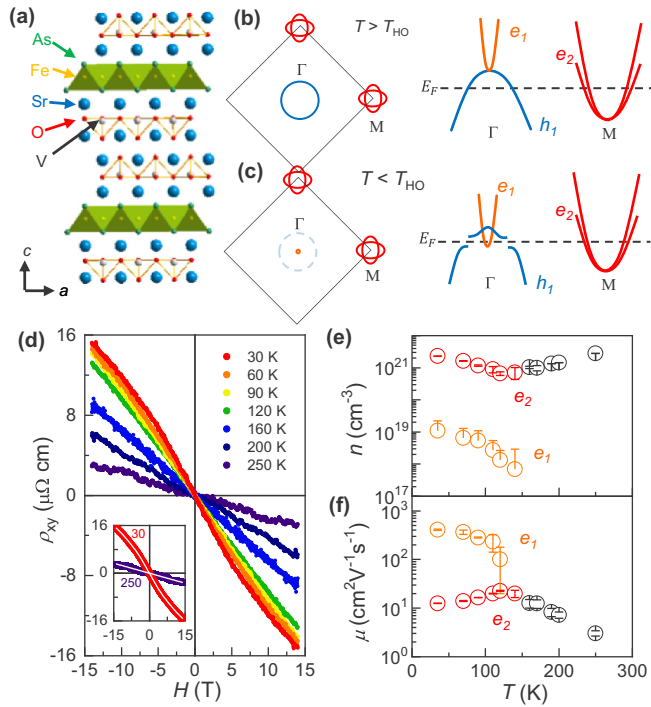 (a)
As
Fe
Sr
O
V
c
a
(b)
T > T_HO
Γ
M
e1
E_F
h1
Γ
e2
M
(c)
T < T_HO
Γ
M
e1
E_F
h1
Γ
e2
M
(d)
16
8
0
-8
-16
ρxy (μΩ cm)
30 K
60 K
90 K
120 K
160 K
200 K
250 K
16
0
-16
30
250
-15 0 15
-15 -10 -5 0 5 10 15
H (T)
(e)
10^21
10^19
10^17
n (cm^-3)
e2
e1
(f)
10^3
10^2
10^1
10^0
μ (cm^2V^-1s^-1)
e1
e2
0 100 200 300
T (K)